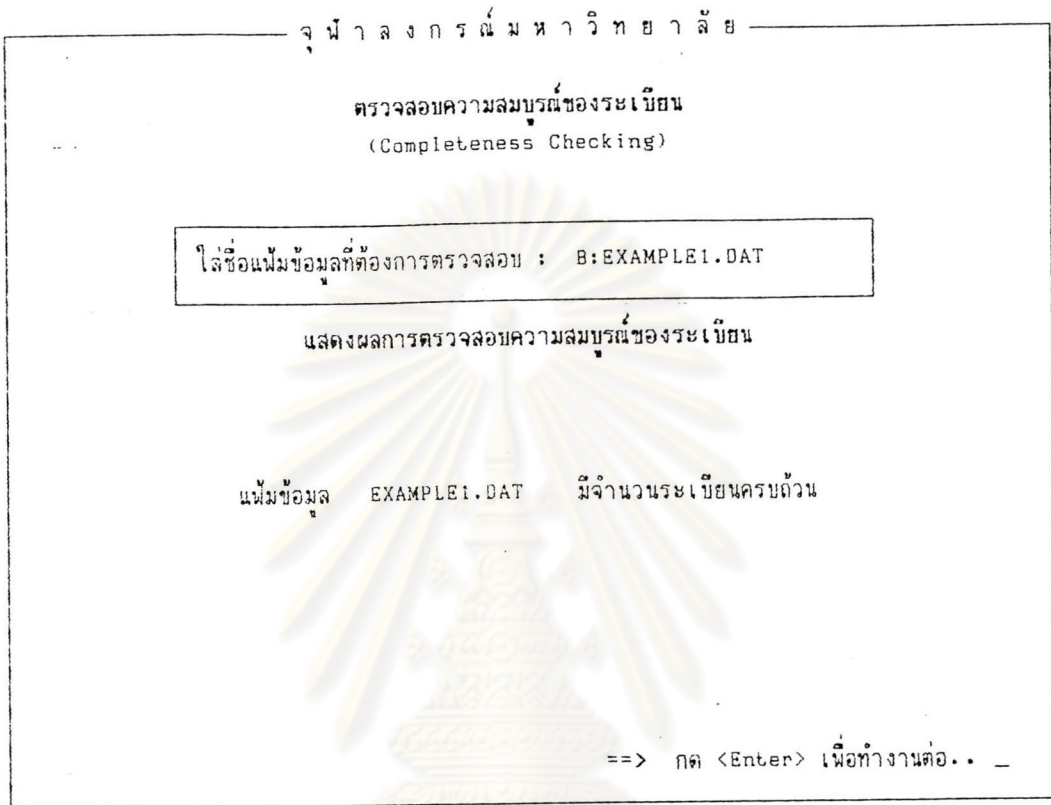 จุฬาลงกรณ์มหาวิทยาลัย
ตรวจสอบความสมบูรณ์ของระเบียน
(Completeness Checking)
ใส่ชื่อแฟ้มข้อมูลที่ต้องการตรวจสอบ : B:EXAMPLE1.DAT
แสดงผลการตรวจสอบความสมบูรณ์ของระเบียน
แฟ้มข้อมูล EXAMPLE1.DAT มีจำนวนระเบียนครบถ้วน
==> กด <Enter> เพื่อทำงานต่อ.. _